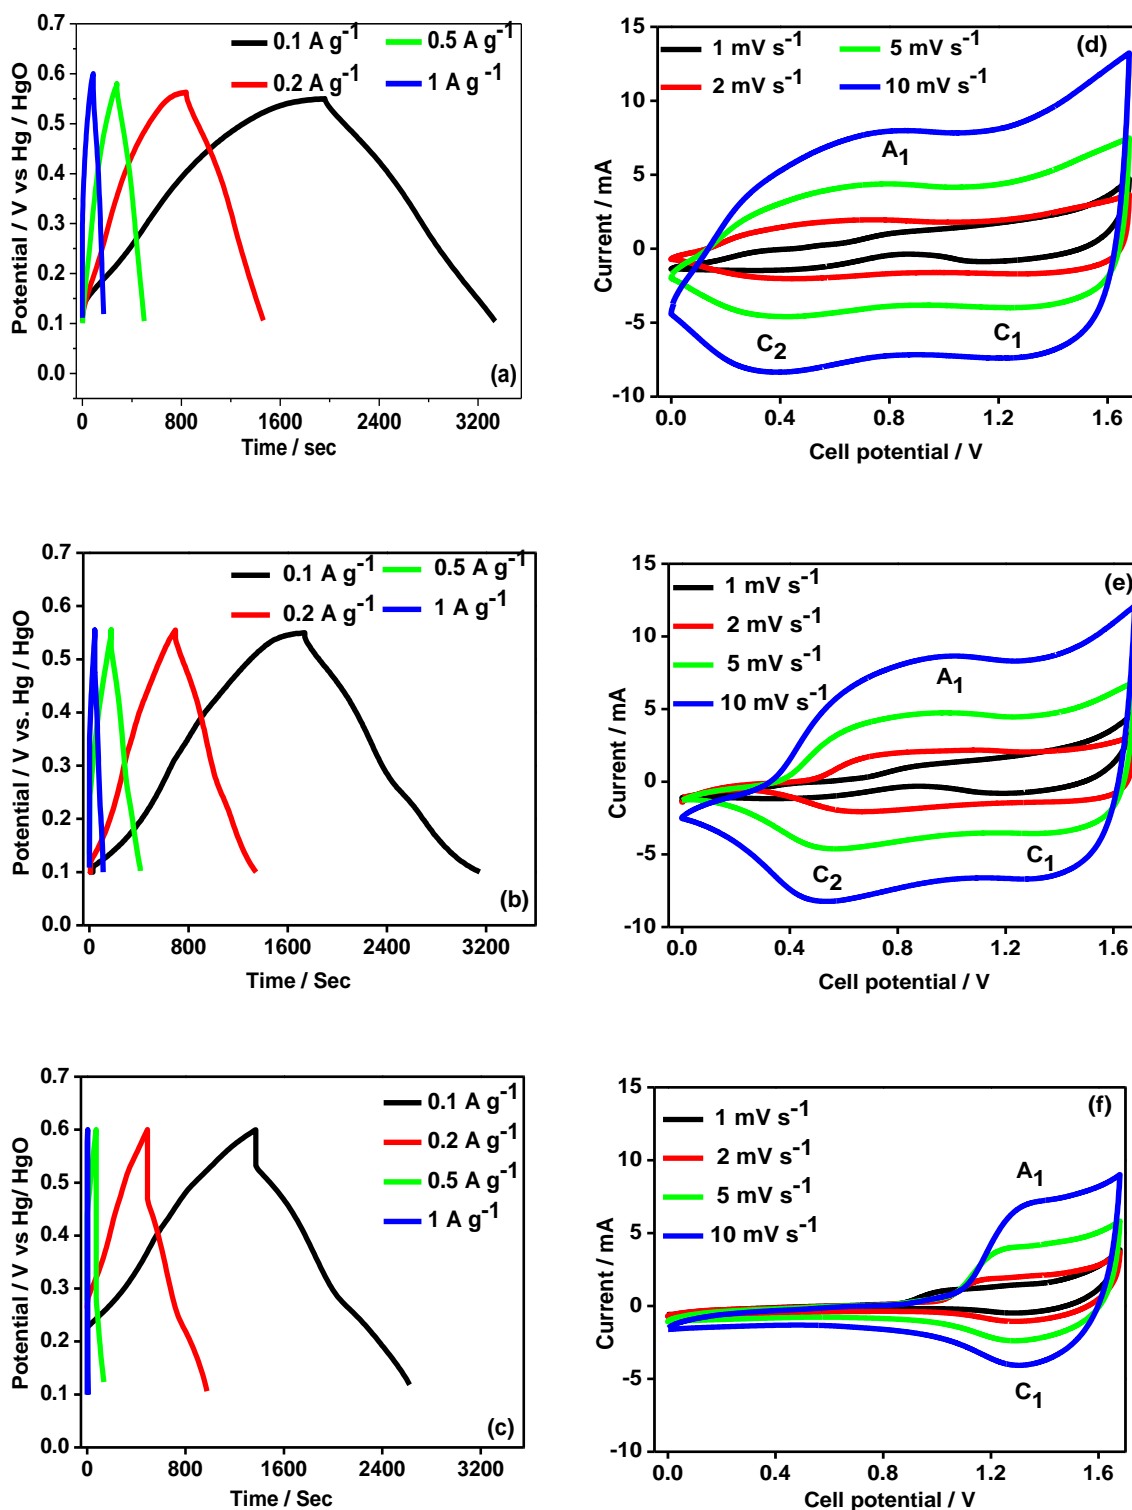 0.7
0.6
0.5
0.4
0.3
0.2
0.1
0.0
Potential / V vs Hg / HgO
0.1 A g-1
0.5 A g-1
0.2 A g-1
1 A g-1
(a)
0 800 1600 2400 3200
Time / sec
15
10
5
0
-5
-10
Current / mA
1 mV s-1
5 mV s-1
2 mV s-1
10 mV s-1
(d)
A1
C2
C1
0.0 0.4 0.8 1.2 1.6
Cell potential / V
0.7
0.6
0.5
0.4
0.3
0.2
0.1
0.0
Potential / V vs. Hg / HgO
0.1 A g-1
0.5 A g-1
0.2 A g-1
1 A g-1
(b)
0 800 1600 2400 3200
Time / Sec
15
10
5
0
-5
-10
Current / mA
1 mV s-1
2 mV s-1
5 mV s-1
10 mV s-1
(e)
A1
C2
C1
0.0 0.4 0.8 1.2 1.6
Cell potential / V
0.7
0.6
0.5
0.4
0.3
0.2
0.1
0.0
Potential / V vs Hg/ HgO
0.1 A g-1
0.2 A g-1
0.5 A g-1
1 A g-1
(c)
0 800 1600 2400 3200
Time / Sec
15
10
5
0
-5
-10
Current / mA
1 mV s-1
2 mV s-1
5 mV s-1
10 mV s-1
(f)
A1
C1
0.0 0.4 0.8 1.2 1.6
Cell potential / V